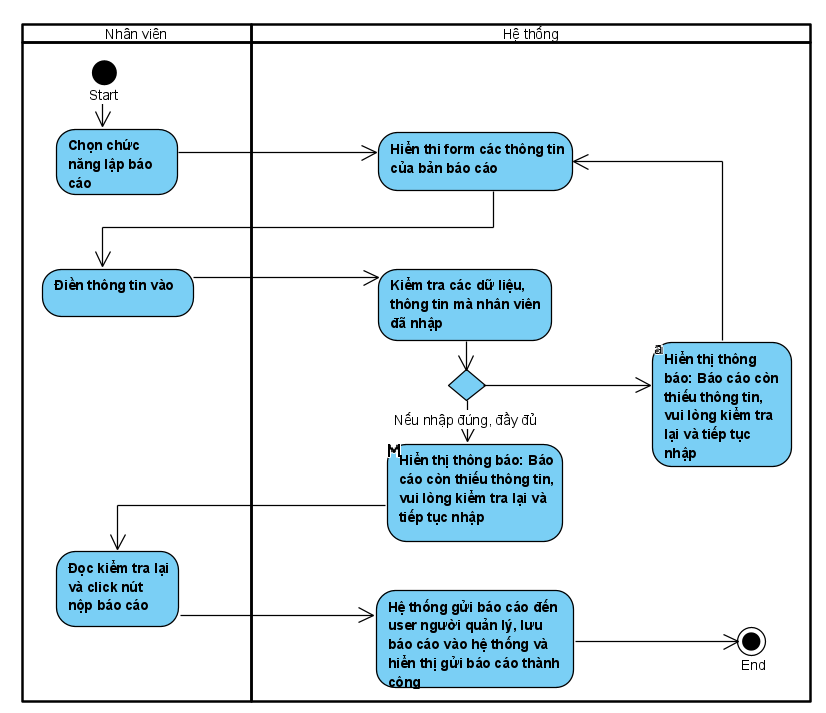 Nhân viên
Hệ thống
Start
Chọn chức
năng lập báo
cáo
Hiển thi form các thông tin
của bản báo cáo
Điền thông tin vào
Kiểm tra các dữ liệu,
thông tin mà nhân viên
đã nhập
a
Hiển thị thông
báo: Báo cáo còn
thiếu thông tin,
vui lòng kiểm tra
lại và tiếp tục
nhập
Nếu nhập đúng, đầy đủ
M
Hiển thị thông báo: Báo
cáo còn thiếu thông tin,
vui lòng kiểm tra lại và
tiếp tục nhập
Đọc kiểm tra lại
và click nút
nộp báo cáo
Hệ thống gửi báo cáo đến
user người quản lý, lưu
báo cáo vào hệ thống và
hiển thị gửi báo cáo thành
công
End